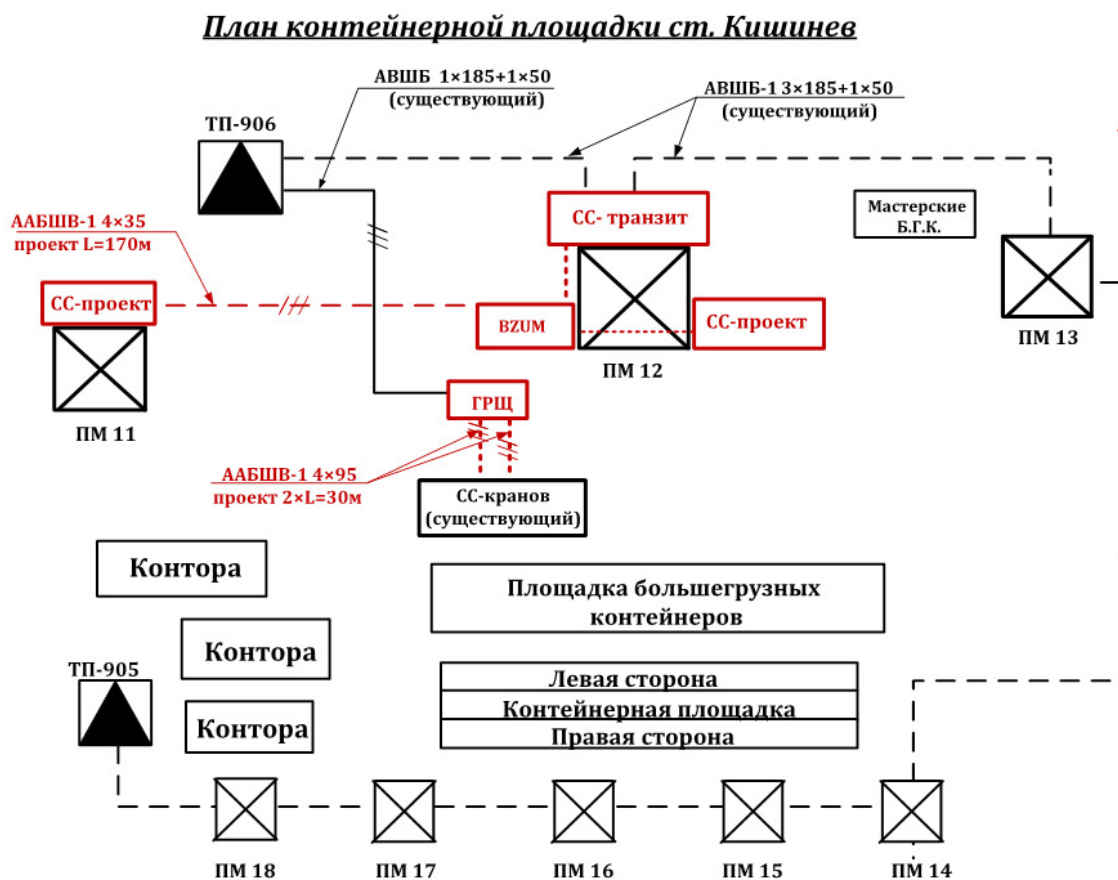 План контейнерной площадки ст. Кишинев
АВШБ 1×185+1×50
(существующий)
АВШБ-1 3×185+1×50
(существующий)
ТП-906
ААБШВ-1 4×35
проект L=170м
СС- транзит
Мастерские
Б.Г.К.
СС-проект
BZUM
СС-проект
ПМ 13
ПМ 12
ПМ 11
ГРЩ
ААБШВ-1 4×95
проект 2×L=30м
СС-кранов
(существующий)
Контора
Площадка большегрузных
контейнеров
Контора
ТП-905
Левая сторона
Контейнерная площадка
Правая сторона
Контора
ПМ 18
ПМ 17
ПМ 16
ПМ 15
ПМ 14